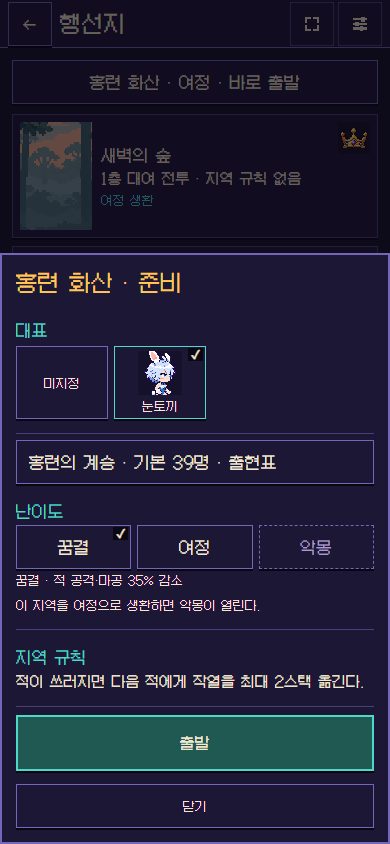 행선지
홍련 화산 · 여정 · 바로 출발
새벽의 숲
1층 대여 전투 · 지역 규칙 없음
여정 생환
홍련 화산 · 준비
대표
미지정
눈토끼
홍련의 계승 · 기본 39명 · 출현표
난이도
꿈결
여정
악몽
꿈결 · 적 공격·마공 35% 감소
이 지역을 여정으로 생환하면 악몽이 열린다.
지역 규칙
적이 쓰러지면 다음 적에게 작열을 최대 2스택 옮긴다.
출발
닫기